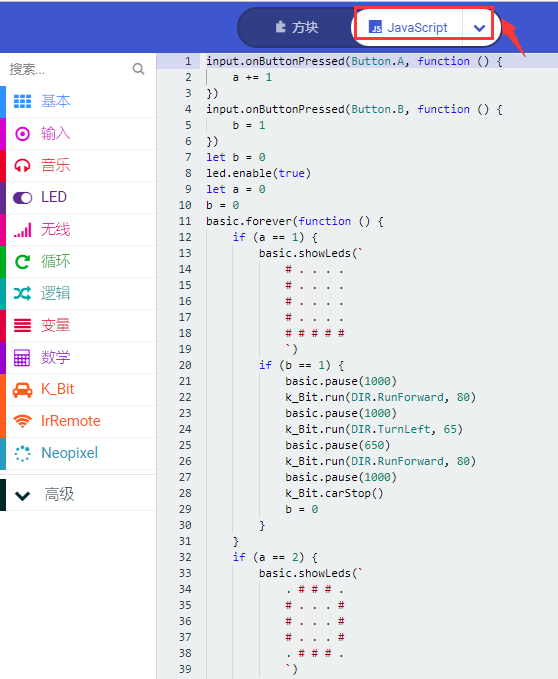 方块
JS JavaScript
搜索...
基本
输入
音乐
LED
无线
循环
逻辑
变量
数学
K_Bit
IrRemote
Neopixel
高级
1 input.onButtonPressed(Button.A, function () {
2     a += 1
3 })
4 input.onButtonPressed(Button.B, function () {
5     b = 1
6 })
7 let b = 0
8 led.enable(true)
9 let a = 0
10 b = 0
11 basic.forever(function () {
12     if (a == 1) {
13         basic.showLeds(`
14             # . . . .
15             # . . . .
16             # . . . .
17             # . . . .
18             # # # # #
19             `)
20         if (b == 1) {
21             basic.pause(1000)
22             k_Bit.run(DIR.RunForward, 80)
23             basic.pause(1000)
24             k_Bit.run(DIR.TurnLeft, 65)
25             basic.pause(650)
26             k_Bit.run(DIR.RunForward, 80)
27             basic.pause(1000)
28             k_Bit.carStop()
29             b = 0
30         }
31     }
32     if (a == 2) {
33         basic.showLeds(`
34             . # # # .
35             # . . . #
36             # . . . #
37             # . . . #
38             . # # # .
39             `)